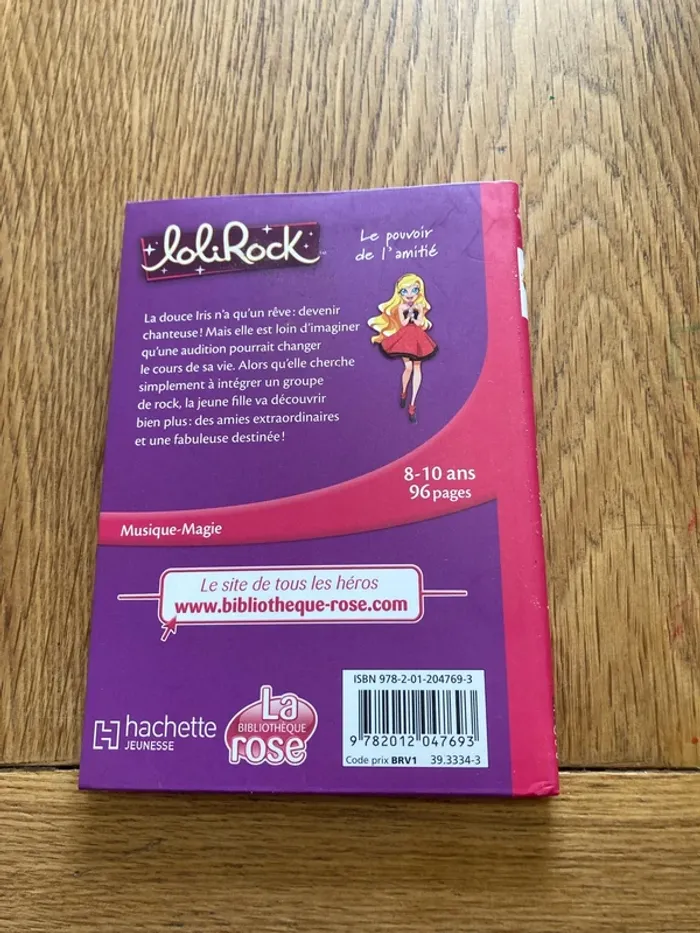 LoliRock
Le pouvoir
de l'amitié
La douce Iris n'a qu'un rêve : devenir
chanteuse ! Mais elle est loin d'imaginer
qu'une audition pourrait changer
le cours de sa vie. Alors qu'elle cherche
simplement à intégrer un groupe
de rock, la jeune fille va découvrir
bien plus : des amies extraordinaires
et une fabuleuse destinée !
8-10 ans
96 pages
Musique-Magie
Le site de tous les héros
www.bibliotheque-rose.com
ISBN 978-2-01-204769-3
9 782012 047693
Code prix BRV1 39.3334-3
hachette
JEUNESSE
La
BIBLIOTHÈQUE
rose